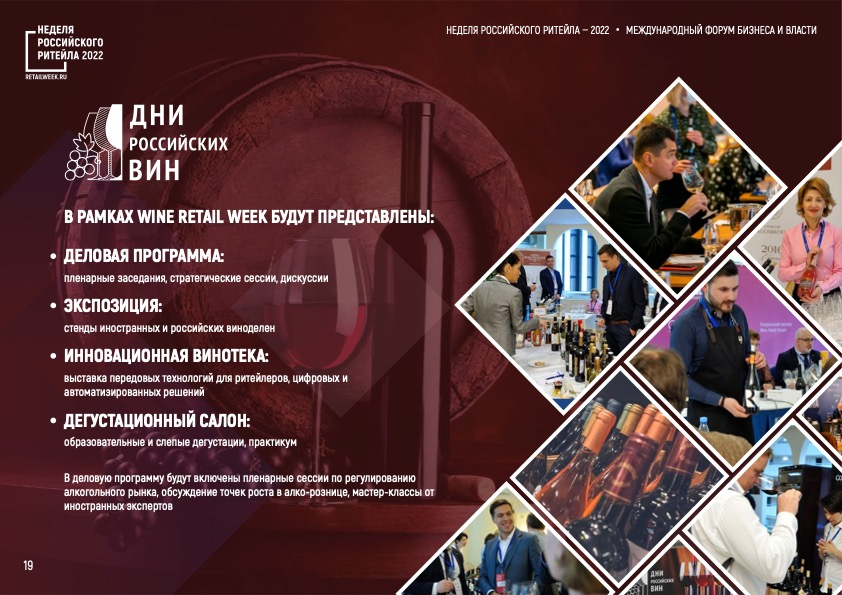 НЕДЕЛЯ
РОССИЙСКОГО
РИТЕЙЛА 2022
RETAILWEEK.RU
НЕДЕЛЯ РОССИЙСКОГО РИТЕЙЛА – 2022 • МЕЖДУНАРОДНЫЙ ФОРУМ БИЗНЕСА И ВЛАСТИ
ДНИ
РОССИЙСКИХ
ВИН
В РАМКАХ WINE RETAIL WEEK БУДУТ ПРЕДСТАВЛЕНЫ:
• ДЕЛОВАЯ ПРОГРАММА:
пленарные заседания, стратегические сессии, дискуссии
• ЭКСПОЗИЦИЯ:
стенды иностранных и российских виноделен
• ИННОВАЦИОННАЯ ВИНОТЕКА:
выставка передовых технологий для ритейлеров, цифровых и
автоматизированных решений
• ДЕГУСТАЦИОННЫЙ САЛОН:
образовательные и слепые дегустации, практикум
В деловую программу будут включены пленарные сессии по регулированию
алкогольного рынка, обсуждение точек роста в алко-рознице, мастер-классы от
иностранных экспертов
19
ДНИ
РОССИЙСКИХ
ВИН